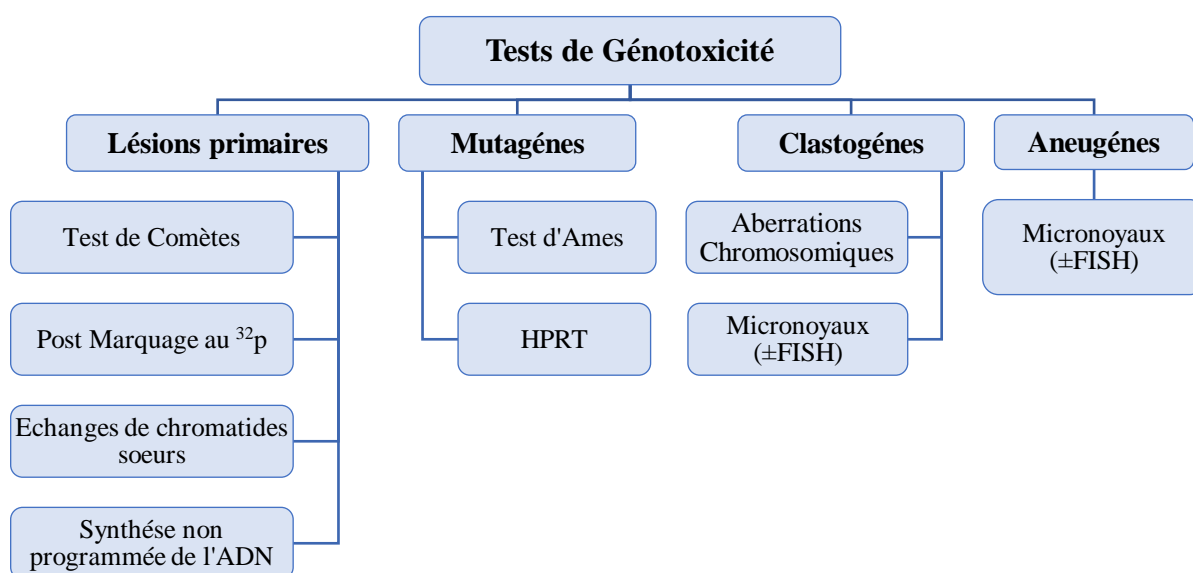 Tests de Génotoxicité
Lésions primaires
Test de Comètes
Post Marquage au ³²p
Echanges de chromatides
soeurs
Synthése non
programmée de l'ADN
Mutagénes
Test d'Ames
HPRT
Clastogénes
Aberrations
Chromosomiques
Micronoyaux
(±FISH)
Aneugénes
Micronoyaux
(±FISH)